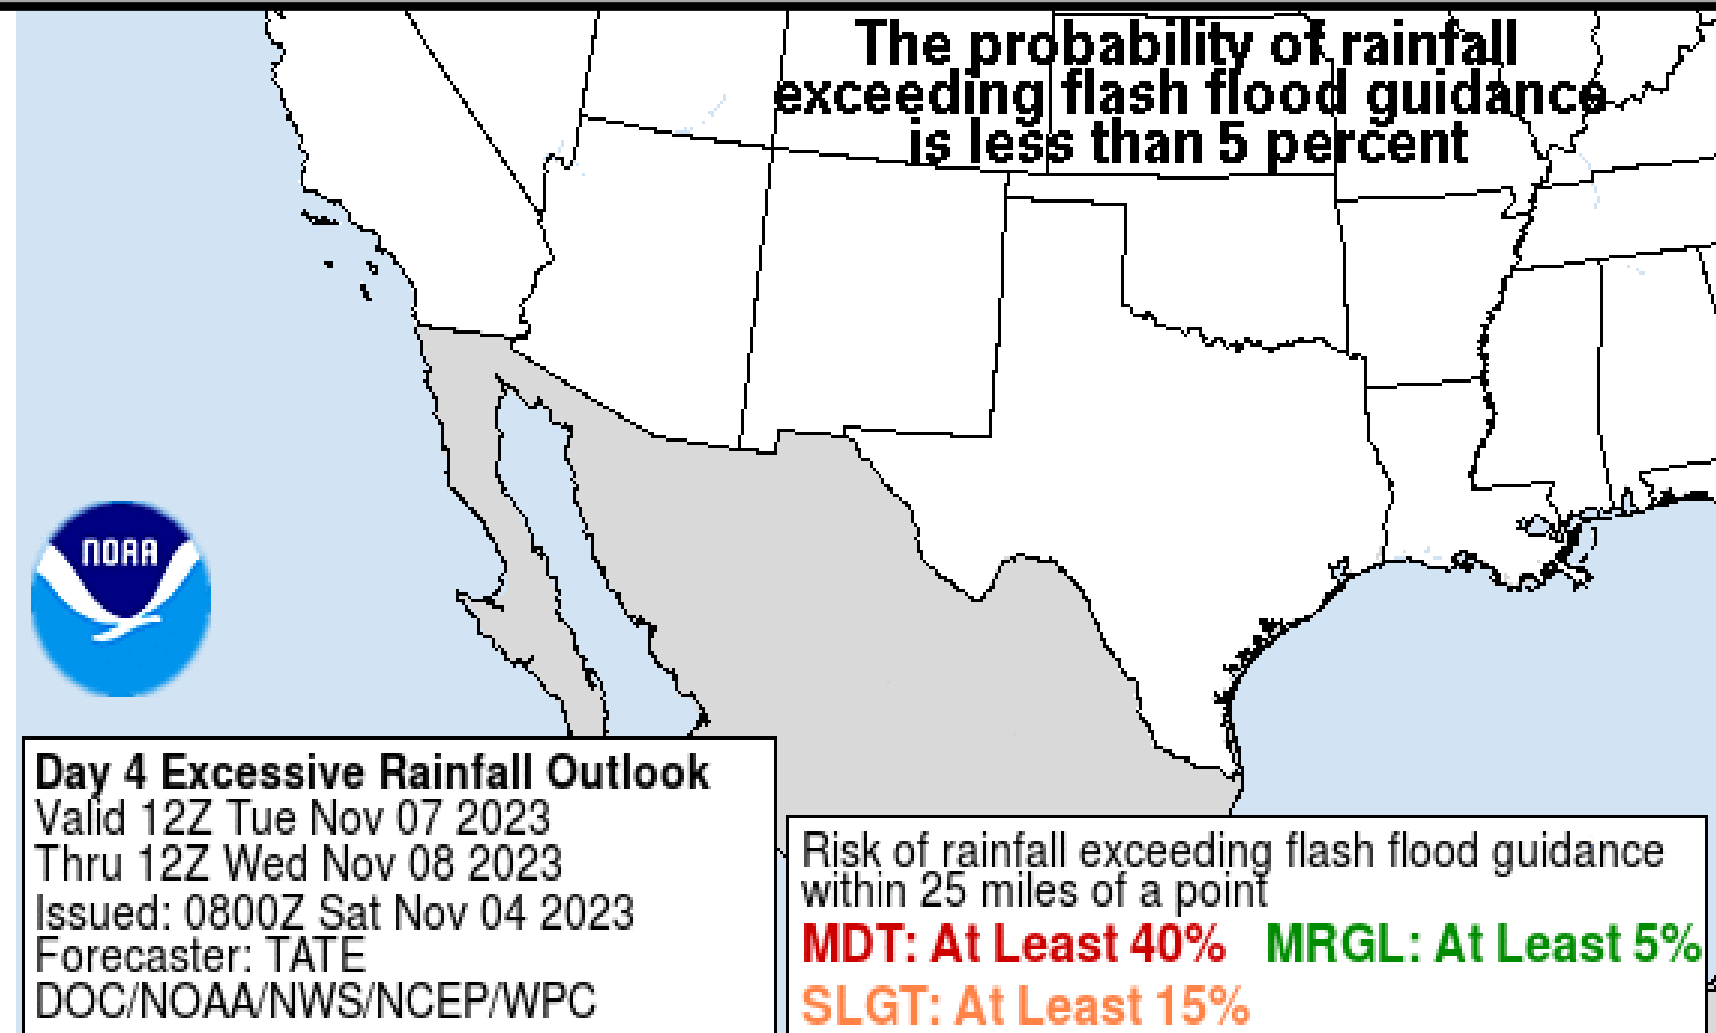 The probability of rainfall
exceeding flash flood guidance
is less than 5 percent
NOAA
Day 4 Excessive Rainfall Outlook
Valid 12Z Tue Nov 07 2023
Thru 12Z Wed Nov 08 2023
Issued: 0800Z Sat Nov 04 2023
Forecaster: TATE
DOC/NOAA/NWS/NCEP/WPC
Risk of rainfall exceeding flash flood guidance
within 25 miles of a point
MDT: At Least 40% MRGL: At Least 5%
SLGT: At Least 15%